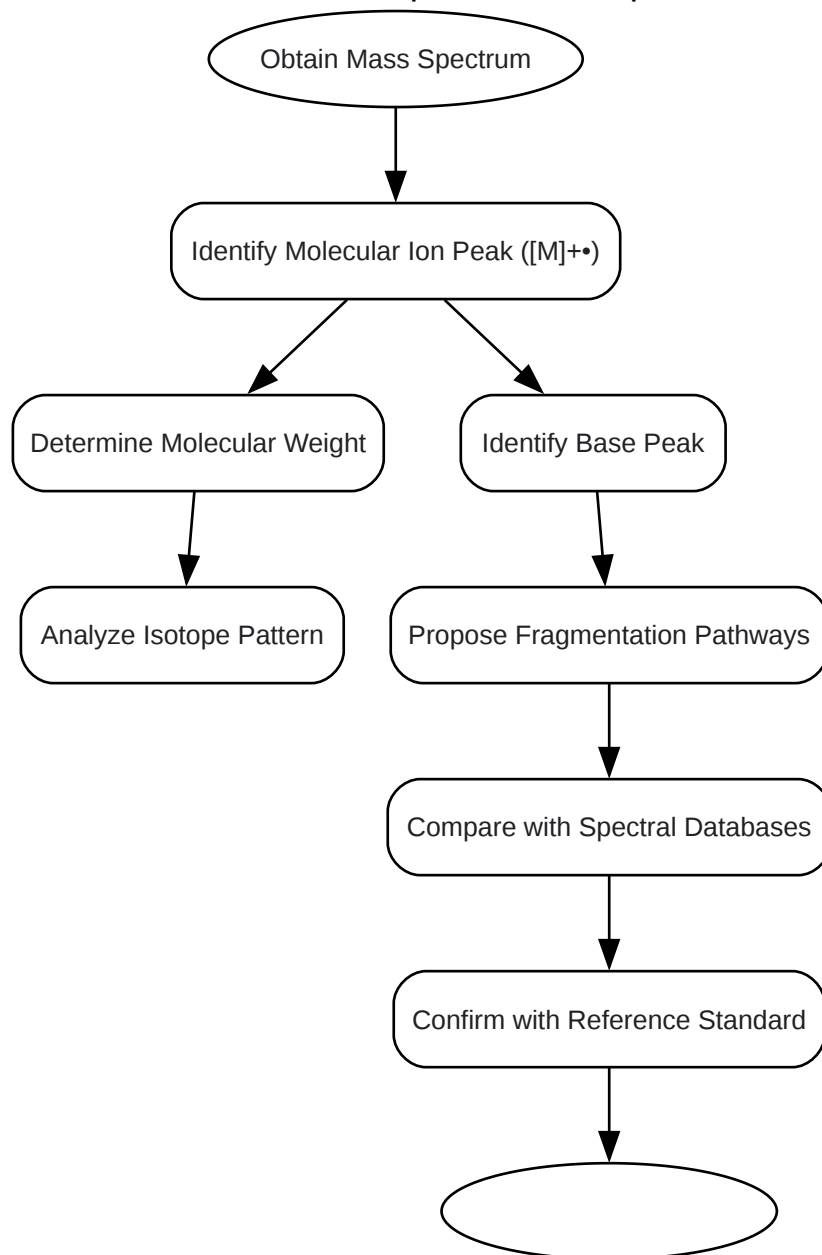 Obtain Mass Spectrum
Identify Molecular Ion Peak ([M]+•)
Determine Molecular Weight
Identify Base Peak
Analyze Isotope Pattern
Propose Fragmentation Pathways
Compare with Spectral Databases
Confirm with Reference Standard